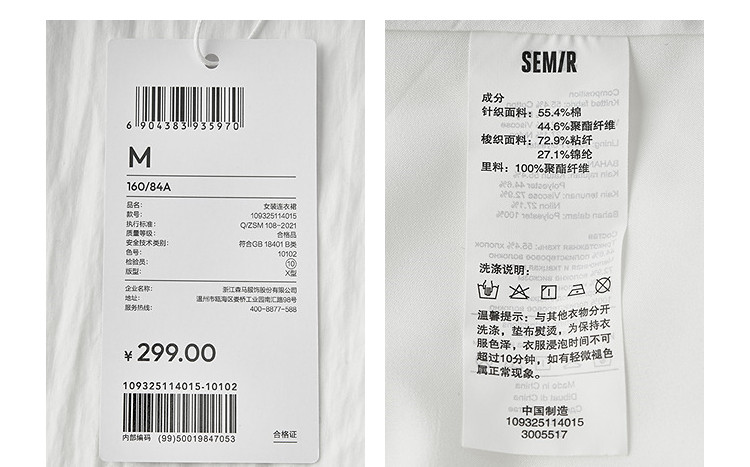 6 904383 935970
M
160/84A
品名: 女装连衣裙
款号: 109325114015
执行标准: Q/ZSM 108-2021
质量等级: 合格品
安全技术类别: 符合GB 18401 B类
色号: 10102
检验员: 10
版型: X型
企业名称: 浙江森马服饰股份有限公司
地址: 温州市瓯海区娄桥工业园南汇路98号
服务热线: 400-8877-588
¥ 299.00
109325114015-10102
内部编码 (99)50019847053
合格证
SEMIR
成分
针织面料: 55.4%棉
44.6%聚酯纤维
梭织面料: 72.9%粘纤
27.1%锦纶
里料: 100%聚酯纤维
洗涤说明:
温馨提示: 与其他衣物分开
洗涤, 垫布熨烫, 为保持衣
服色泽, 衣服浸泡时间不可
超过10分钟, 如有轻微褪色
属正常现象。
中国制造
109325114015
3005517